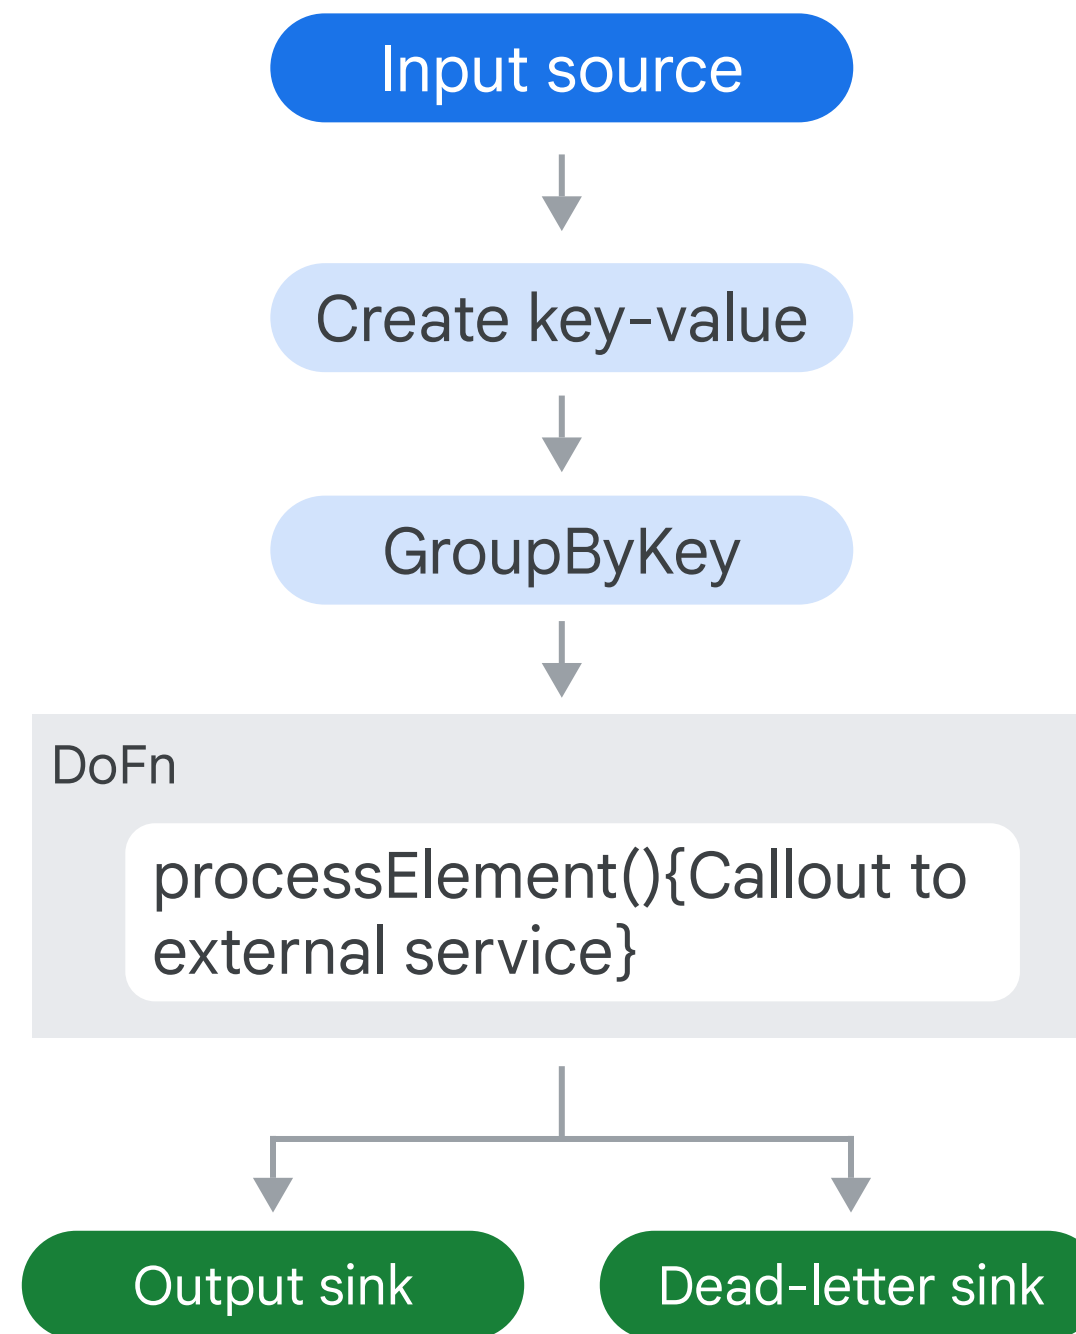 Input source
Create key-value
GroupByKey
DoFn
processElement(){Callout to
external service}
Output sink
Dead-letter sink